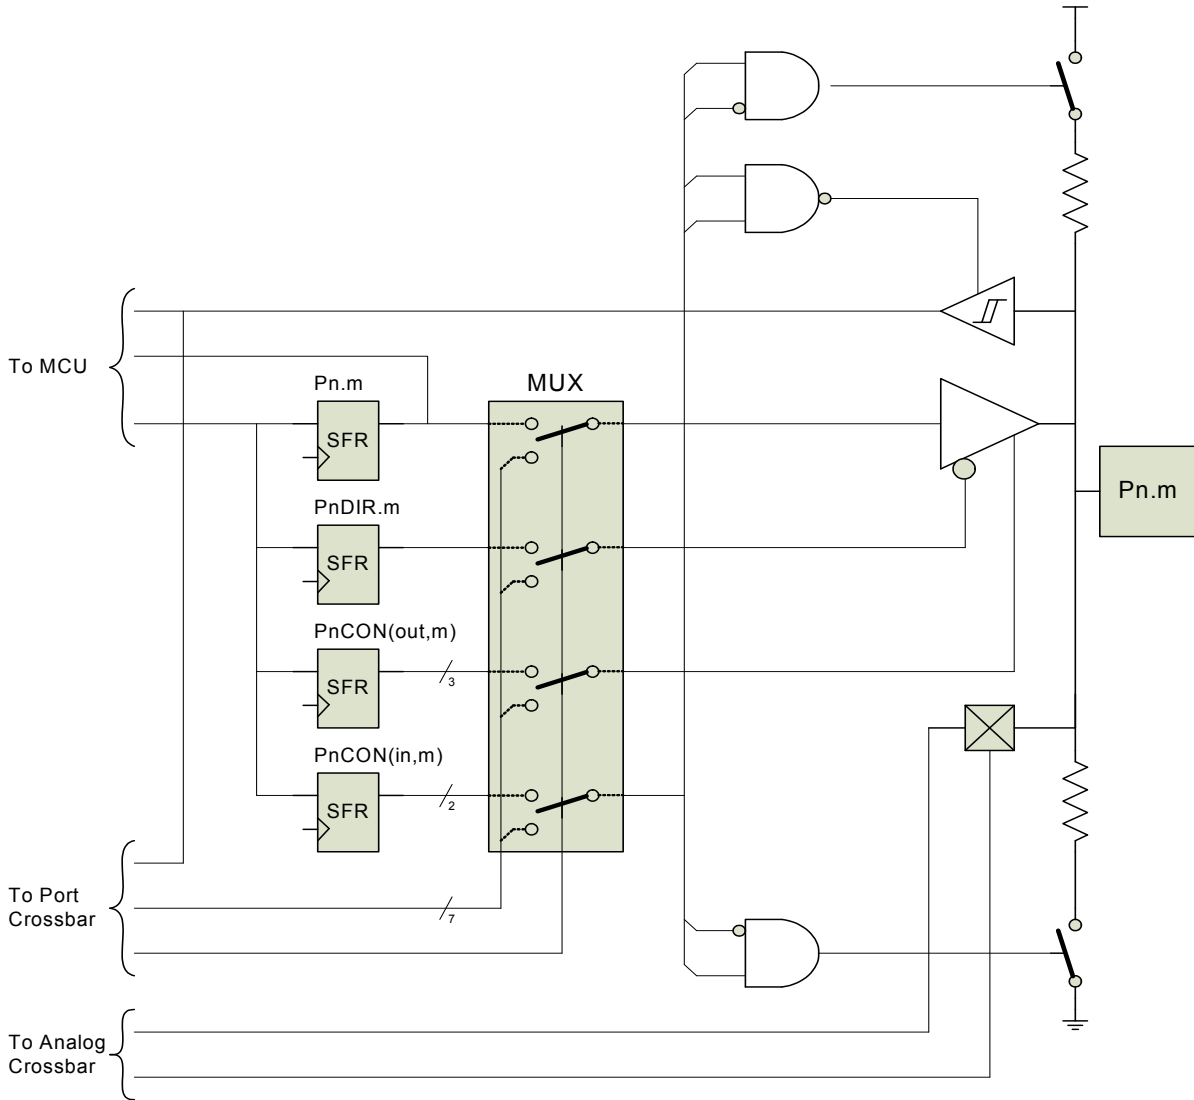 To MCU
Pn.m
MUX
SFR
PnDIR.m
SFR
Pn.m
PnCON(out,m)
SFR
3
PnCON(in,m)
SFR
2
To Port
Crossbar
7
To Analog
Crossbar